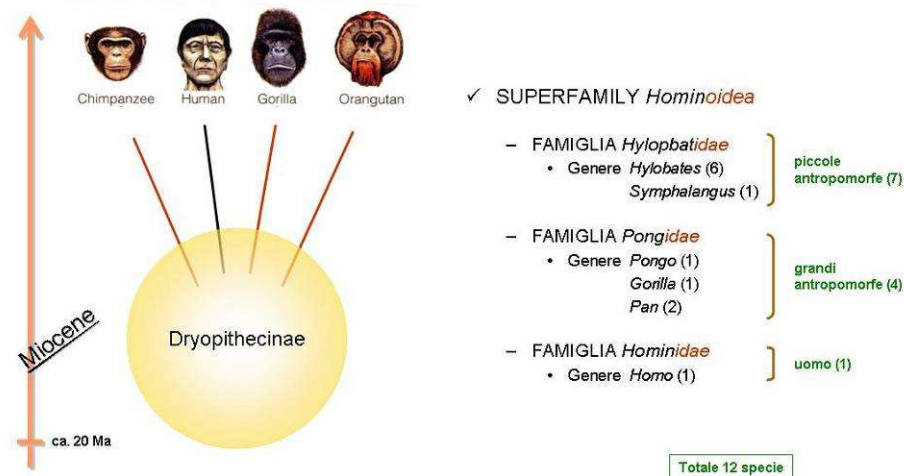 Chimpanzee Human Gorilla Orangutan
Miocene
ca. 20 Ma
Dryopithecinae
✓ SUPERFAMILY Hominoidea
– FAMIGLIA Hylopbatidae
• Genere Hylobates (6)
Symphalangus (1)
piccole
antropomorfe (7)
– FAMIGLIA Pongidae
• Genere Pongo (1)
Gorilla (1)
Pan (2)
grandi
antropomorfe (4)
– FAMIGLIA Hominidae
• Genere Homo (1)
uomo (1)
Totale 12 specie